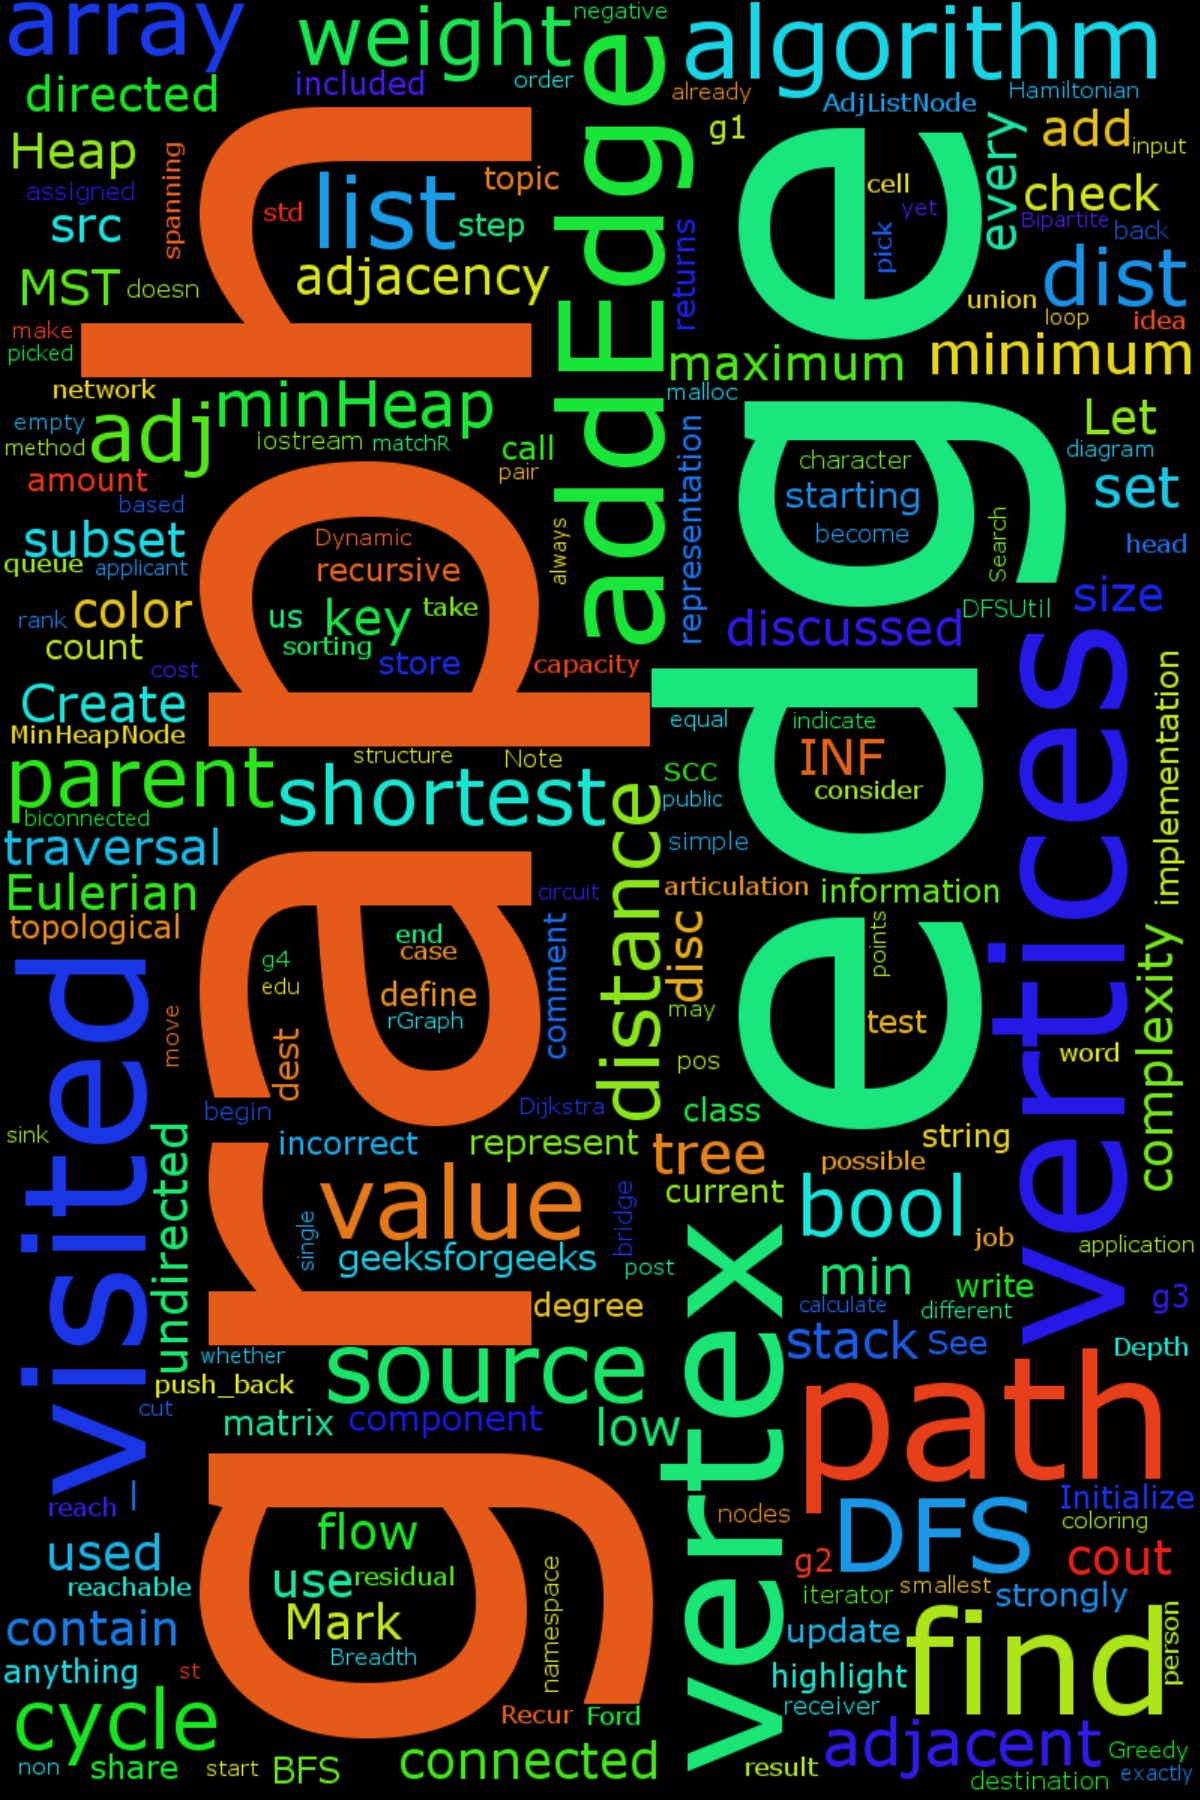 array
weight
negative
algorithm
directed
included
order
already
AdjListNode
Hamiltonian
addEdge
g1
add
input
Heap
spanning
topic
cell
every
check
assigned
src
std
list
step
returns
pick
yet
Bipartite
back
MST
doesn
adjacency
dist
union
loop
idea
make
picked
graph
edge
maximum
minimum
network
minHeap
malloc
empty
adj
method
iostream
matchR
call
pair
representation
Let
character
diagram
amount
based
starting
set
subset
Dynamic
always
become
Search
head
queue
applicant
recursive
rank
color
us
key
take
DFSUtil
size
count
sorting
store
capacity
discussed
cost
Create
equal
indicate
vertices
implementation
MinHeapNode
structure
Note
INF
parent
shortest
SCC
public
consider
biconnected
distance
simple
traversal
Eulerian
circuit
articulation
information
topological
end
case
comment
disc
points
complexity
visited
g4
edu
define
rGraph
may
test
move
dest
pos
word
begin
Dijkstra
class
sink
undirected
incorrect
represent
tree
string
possible
value
current
bool
single
bridge
job
geeksforgeeks
post
application
min
write
degree
calculate
different
g3
vertex
stack
See
Depth
whether
source
push_back
path
cut
matrix
component
low
reach
l
nodes
DFS
Initialize
coloring
flow
used
g2
cout
reachable
use
residual
namespace
iterator
smallest
strongly
contain
Mark
update
find
person
Breadth
anything
st
highlight
receiver
cycle
Recur
Ford
adjacent
Greedy
non
share
start
BFS
connected
result
destination
exactly